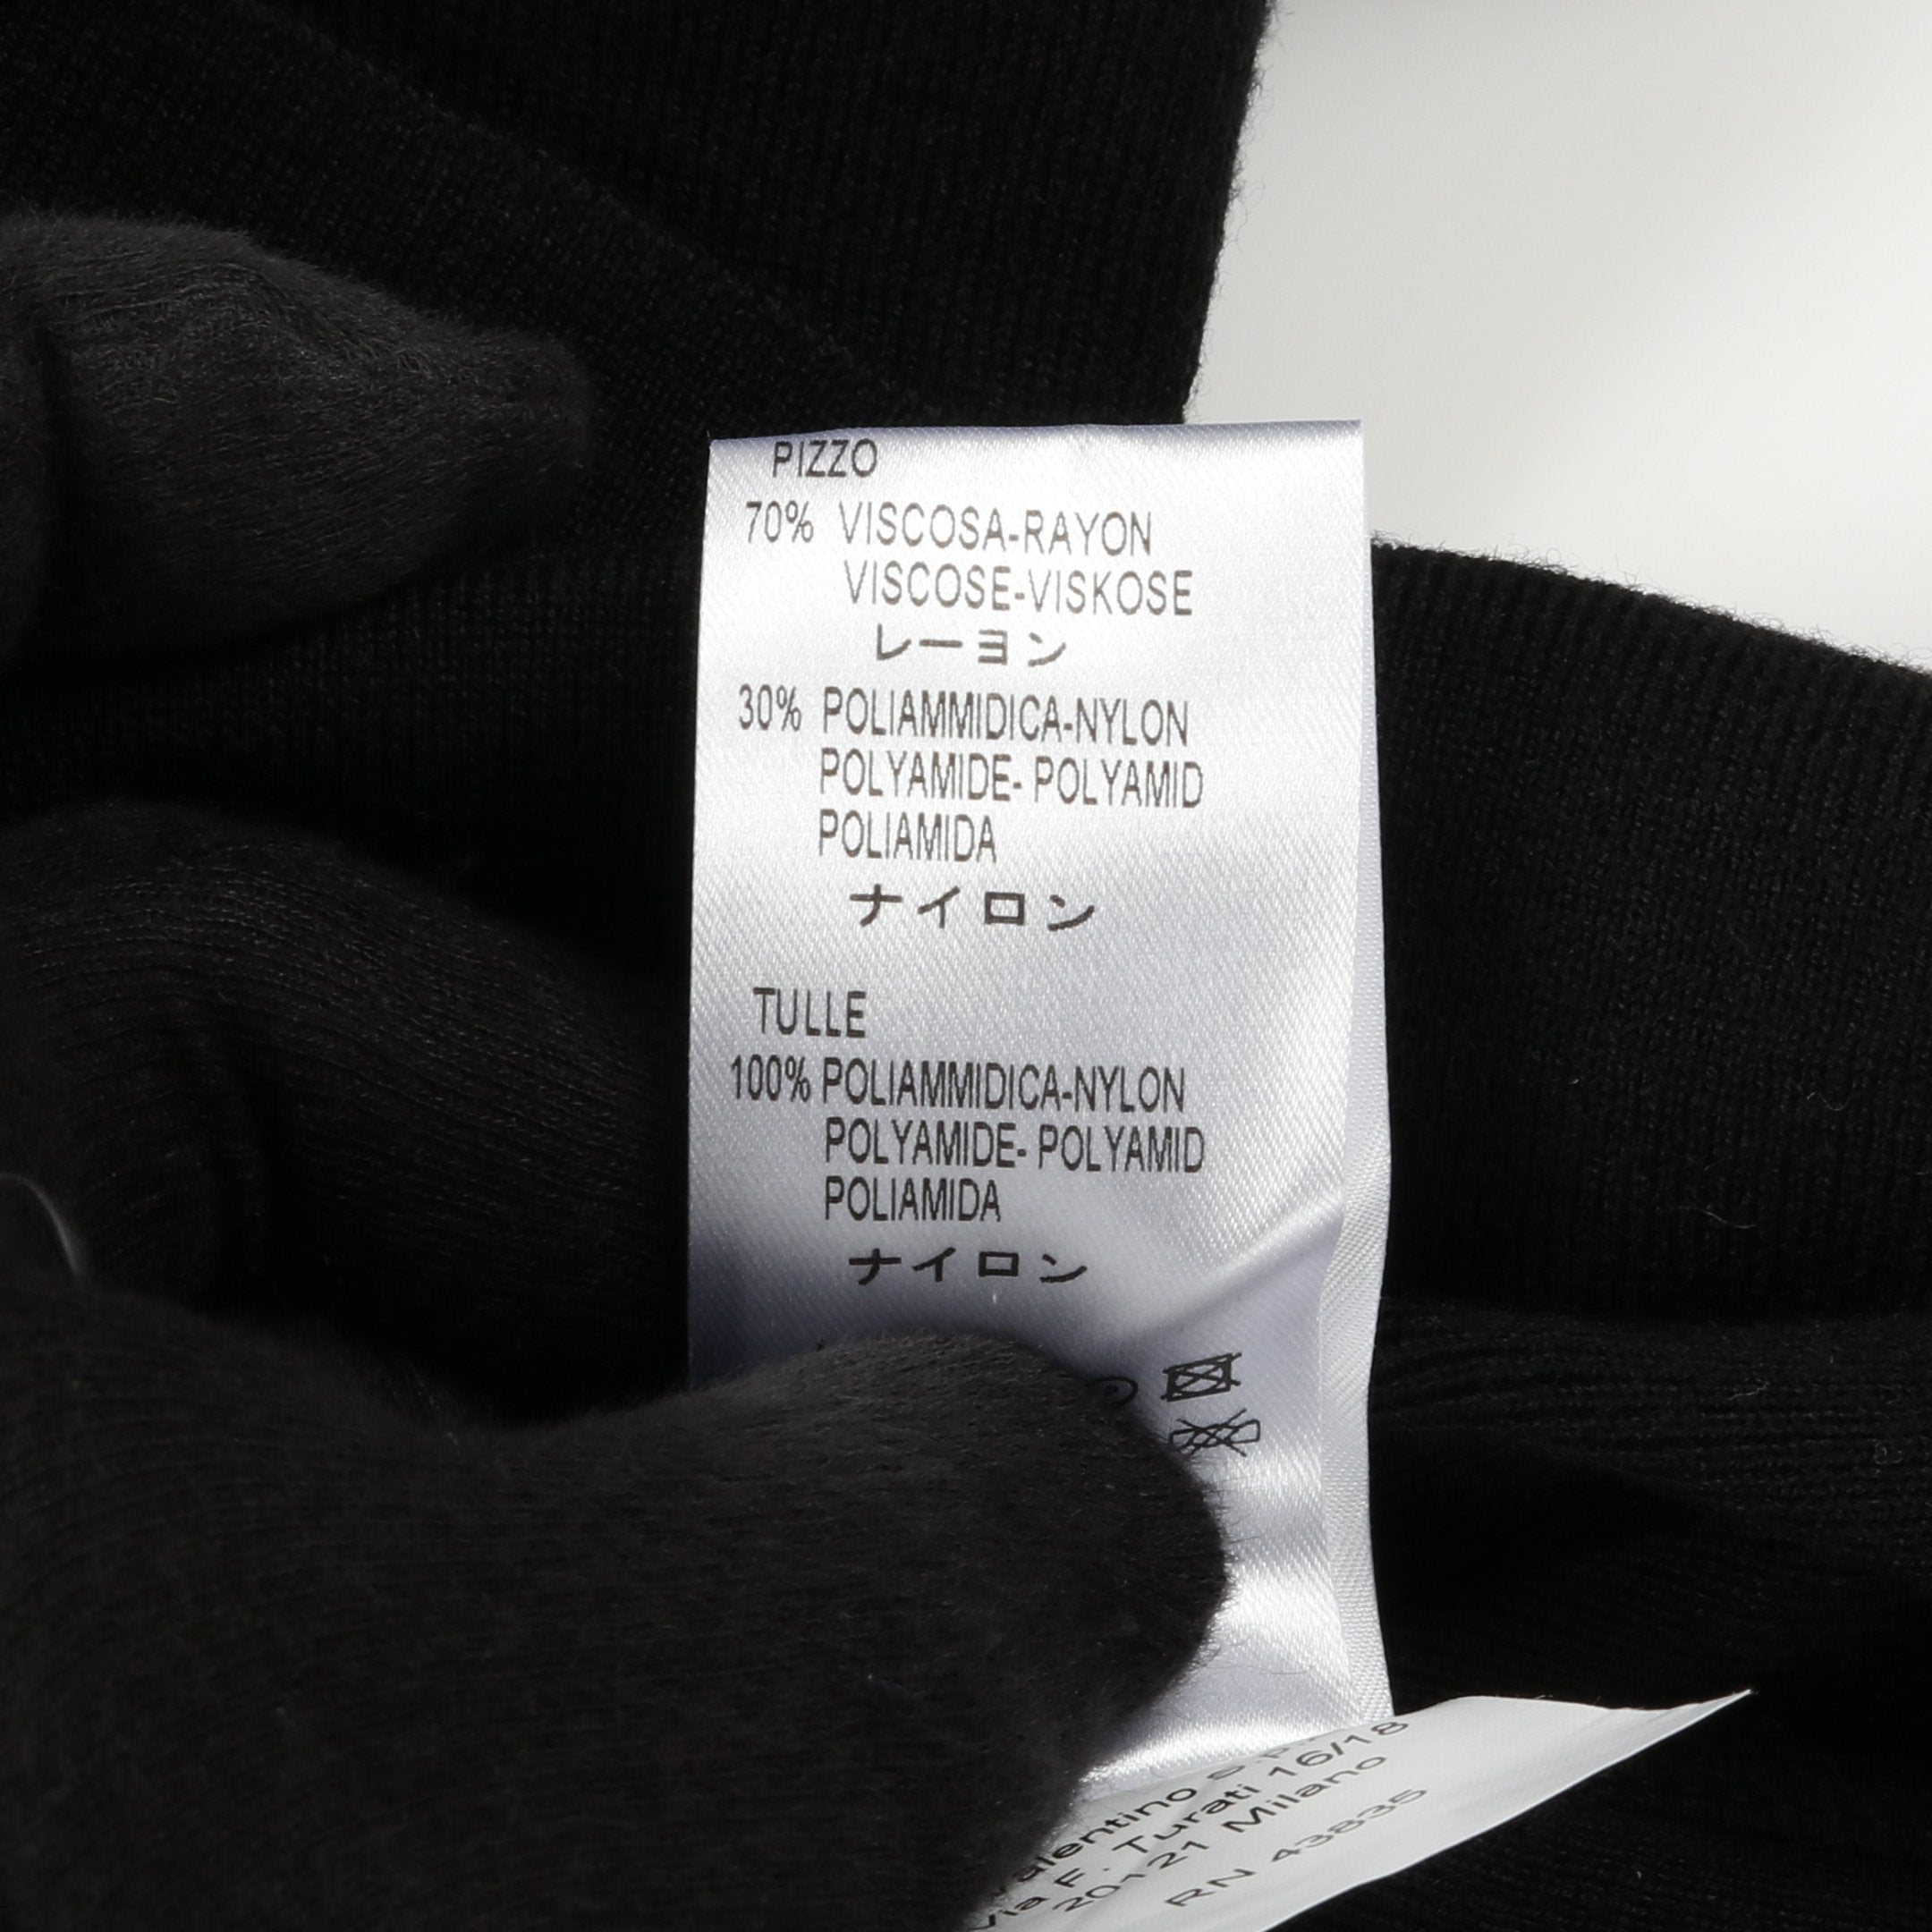 PIZZO
70% VISCOSA-RAYON
VISCOSE-VISKOSE
レーヨン
30% POLIAMMIDICA-NYLON
POLYAMIDE- POLYAMID
POLIAMIDA
ナイロン
TULLE
100% POLIAMMIDICA-NYLON
POLYAMIDE- POLYAMID
POLIAMIDA
ナイロン
Valentino S.p.A.
Via F. Turati 16/18
20121 Milano
RN 43835